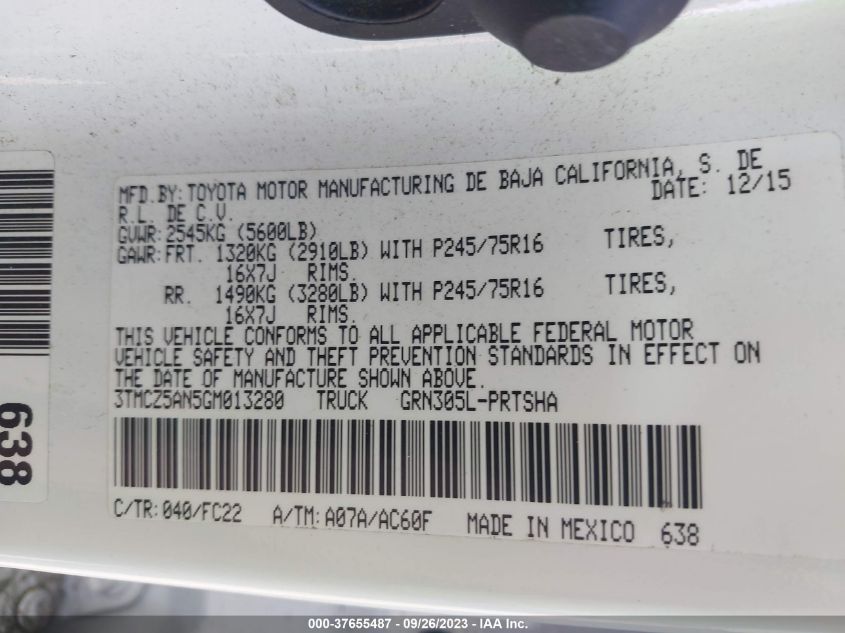 MFD.BY:TOYOTA MOTOR MANUFACTURING DE BAJA CALIFORNIA, S. DE
R.L. DE C.V. DATE: 12/15
GVWR:2545KG (5600LB)
GAWR:FRT. 1320KG (2910LB) WITH P245/75R16 TIRES,
16X7J RIMS.
RR. 1490KG (3280LB) WITH P245/75R16 TIRES,
16X7J RIMS.
THIS VEHICLE CONFORMS TO ALL APPLICABLE FEDERAL MOTOR
VEHICLE SAFETY AND THEFT PREVENTION STANDARDS IN EFFECT ON
THE DATE OF MANUFACTURE SHOWN ABOVE.
3TMCZ5AN5GM013280 TRUCK GRN305L-PRTSHA
C/TR:040/FC22 A/TM:A07A/AC60F MADE IN MEXICO 638
638
000-37655487 - 09/26/2023 - IAA Inc.